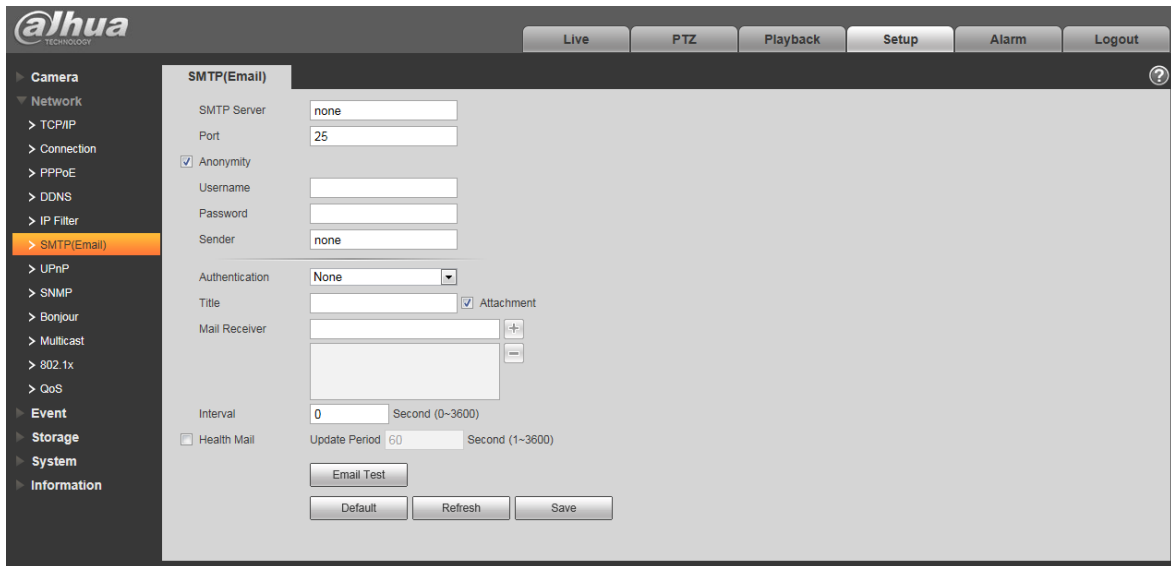 alhua
TECHNOLOGY
Live PTZ Playback Setup Alarm Logout
Camera
Network
> TCP/IP
> Connection
> PPPoE
> DDNS
> IP Filter
> SMTP(Email)
> UPnP
> SNMP
> Bonjour
> Multicast
> 802.1x
> QoS
Event
Storage
System
Information
SMTP(Email)
?
SMTP Server none
Port 25
Anonymity
Username
Password
Sender none
Authentication None
Title Attachment
Mail Receiver +
−
Interval 0 Second (0~3600)
Health Mail Update Period 60 Second (1~3600)
Email Test
Default Refresh Save